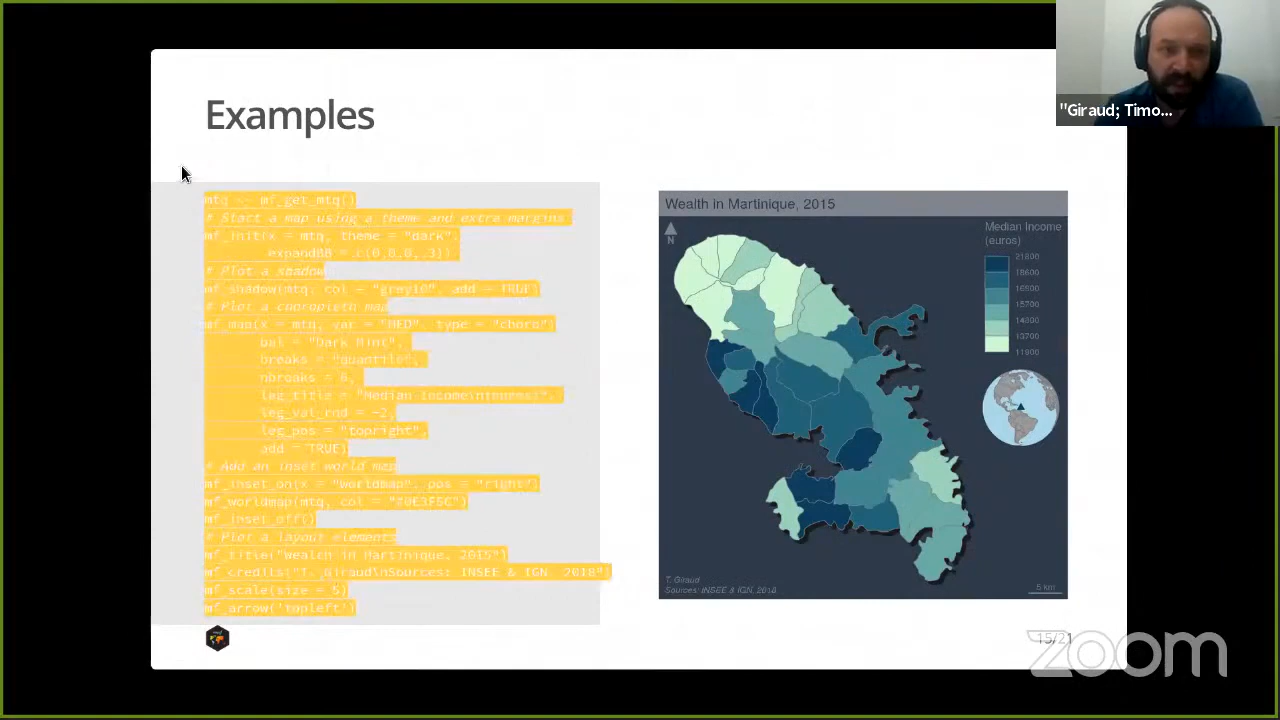 Examples
"Giraud; Timo...
mtq <- mf_get_mtq()
# Start a map using a theme and extra margins
mf_init(x = mtq, theme = "dark",
expandBB = c(0,0,0,.3))
# Plot a shadow
mf_shadow(mtq, col = "grey10", add = TRUE)
# Plot a choropleth map
mf_map(x = mtq, var = "MED", type = "choro",
pal = "Dark Mint",
breaks = "quantile",
nbreaks = 6,
leg_title = "Median Income\n(euros)",
leg_val_rnd = -2,
leg_pos = "topright",
add = TRUE)
# Add an inset world map
mf_inset_on(x = "worldmap", pos = "right")
mf_worldmap(mtq, col = "#0E3F5C")
mf_inset_off()
# Plot a layout elements
mf_title("Wealth in Martinique, 2015")
mf_credits("T. Giraud\nSources: INSEE & IGN, 2018")
mf_scale(size = 5)
mf_arrow('topleft')
Wealth in Martinique, 2015
N
Median Income
(euros)
21800
18600
16900
15700
14300
13700
11900
T. Giraud
Sources: INSEE & IGN, 2018
5 km
15/21
zoom